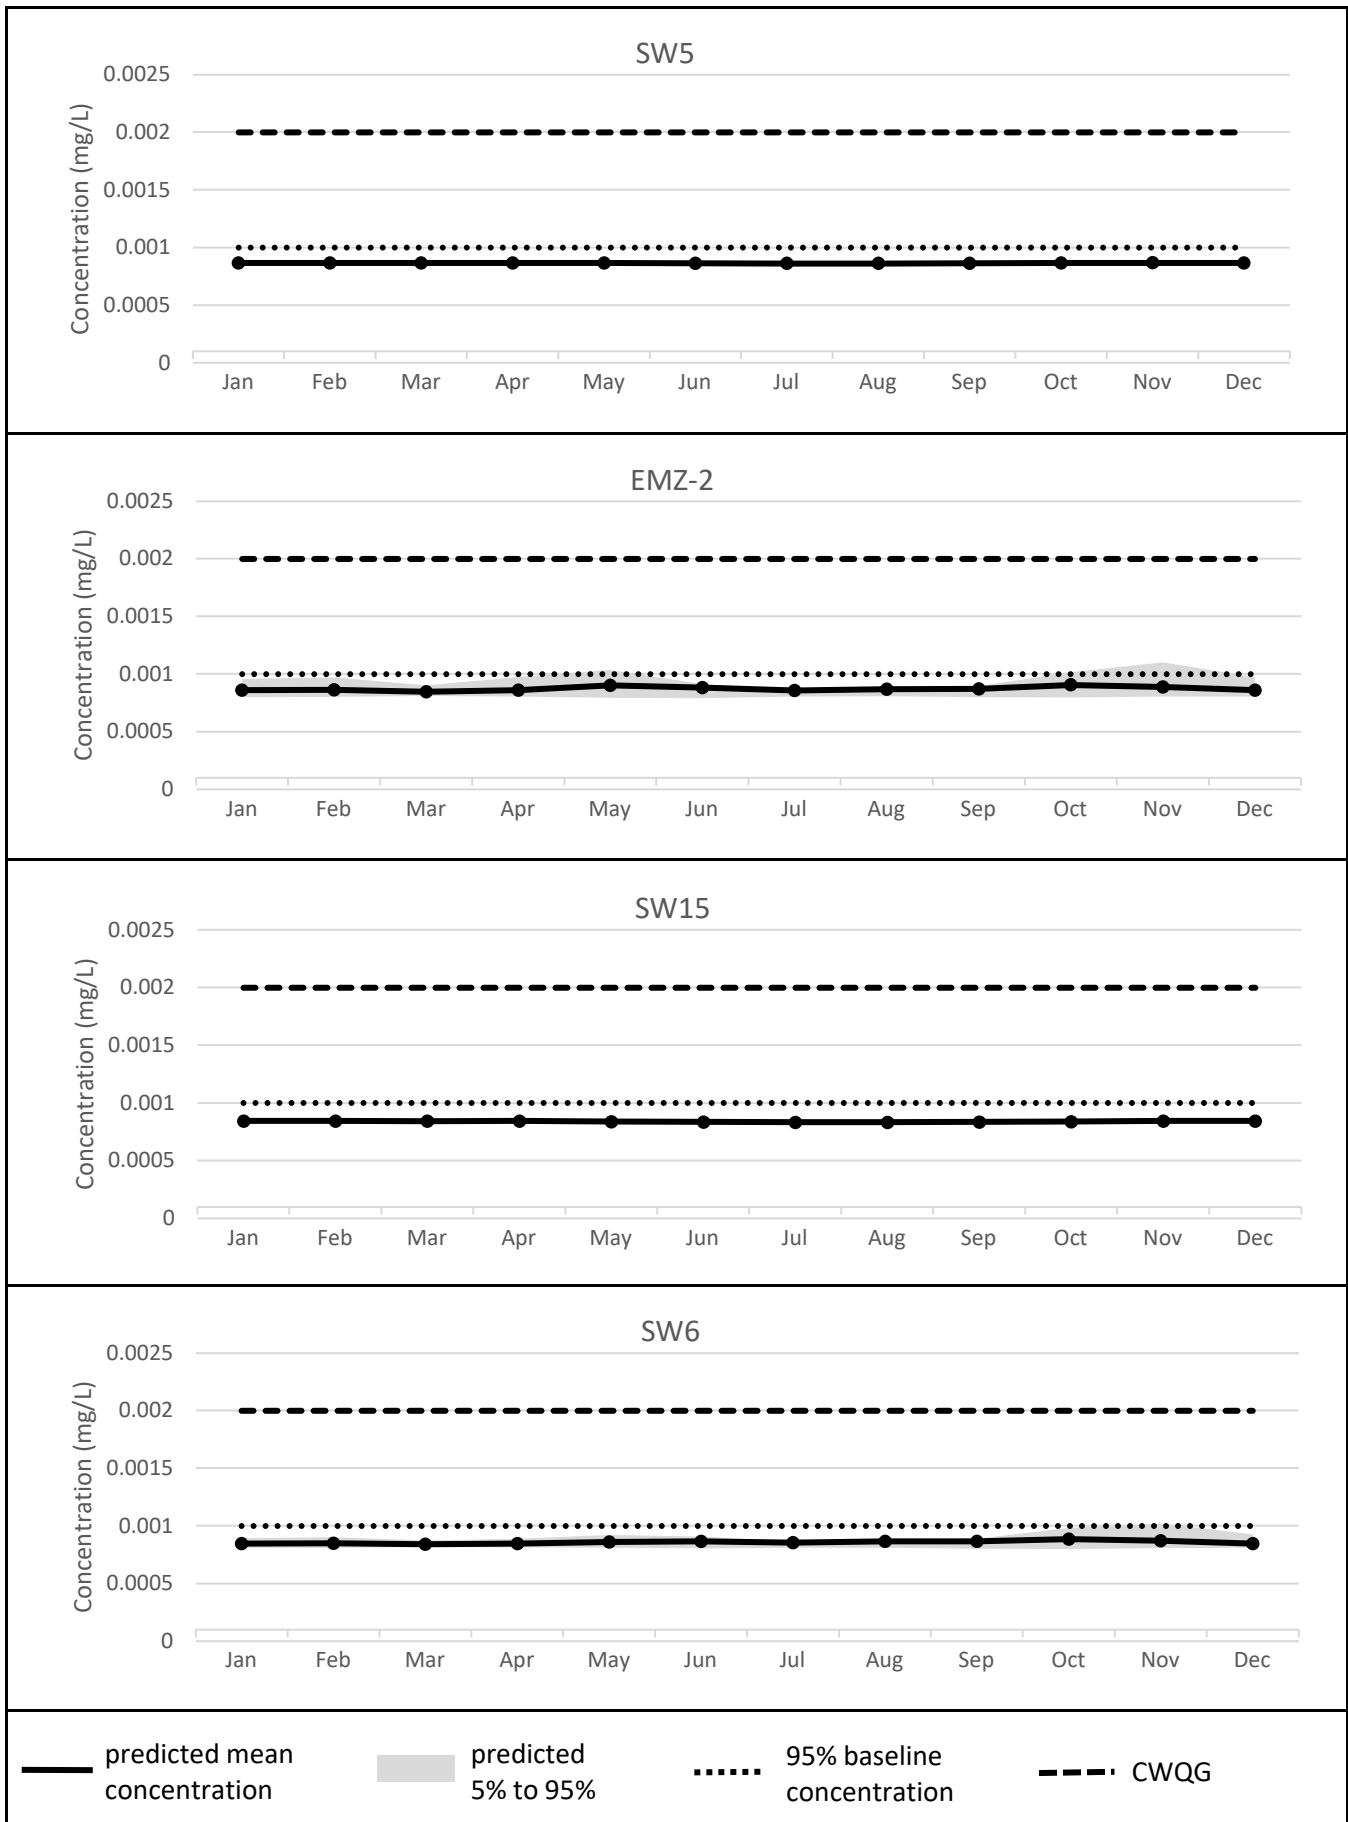 SW5
0.0025
0.002
0.0015
0.001
0.0005
0
Concentration (mg/L)
Jan Feb Mar Apr May Jun Jul Aug Sep Oct Nov Dec
EMZ-2
0.0025
0.002
0.0015
0.001
0.0005
0
Concentration (mg/L)
Jan Feb Mar Apr May Jun Jul Aug Sep Oct Nov Dec
SW15
0.0025
0.002
0.0015
0.001
0.0005
0
Concentration (mg/L)
Jan Feb Mar Apr May Jun Jul Aug Sep Oct Nov Dec
SW6
0.0025
0.002
0.0015
0.001
0.0005
0
Concentration (mg/L)
Jan Feb Mar Apr May Jun Jul Aug Sep Oct Nov Dec
predicted mean
concentration
predicted
5% to 95%
95% baseline
concentration
CWQG